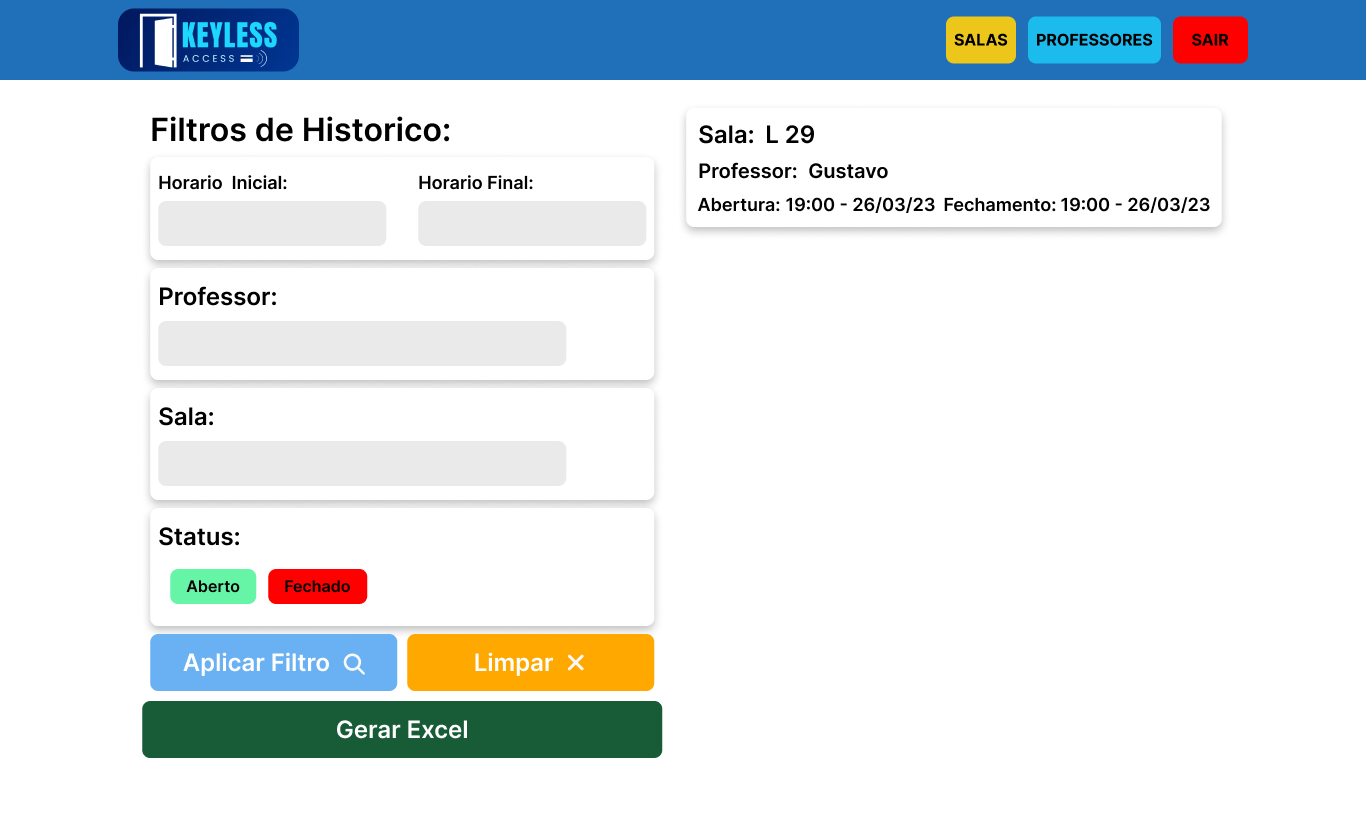 KEYLESS
ACCESS
SALAS PROFESSORES SAIR
Filtros de Historico:
Horario Inicial: Horario Final:
Professor:
Sala:
Status:
Aberto Fechado
Aplicar Filtro Limpar
Gerar Excel
Sala: L 29
Professor: Gustavo
Abertura: 19:00 - 26/03/23 Fechamento: 19:00 - 26/03/23